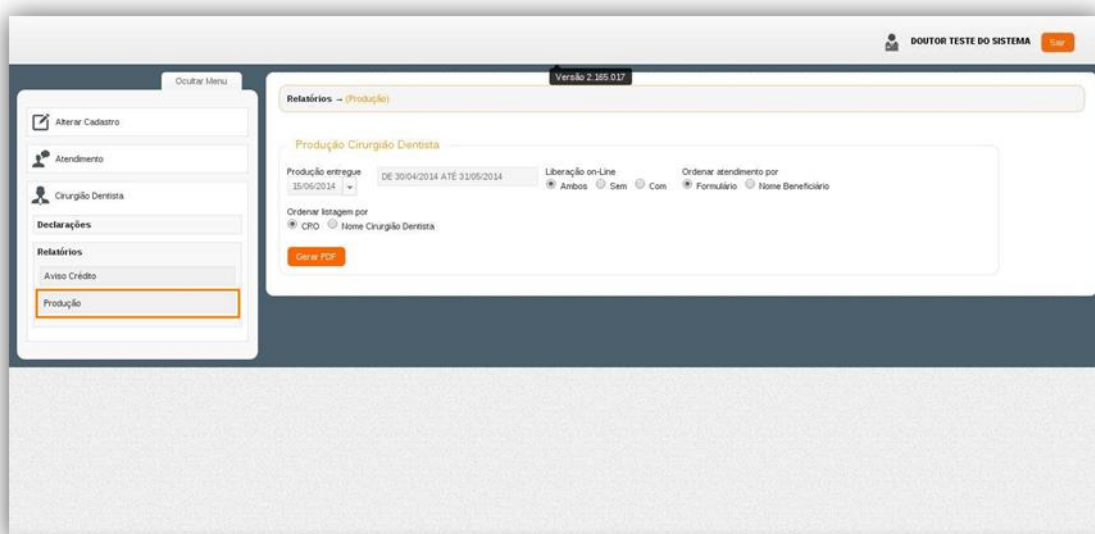 DOUTOR TESTE DO SISTEMA Sair
Versão 2.165.017
Ocultar Menu
Alterar Cadastro
Atendimento
Cirurgião Dentista
Declarações
Relatórios
Aviso Crédito
Produção
Relatórios → (Produção)
Produção Cirurgião Dentista
Produção entregue
15/06/2014
DE 30/04/2014 ATÉ 31/05/2014
Liberação on-Line
Ambos Sem Com
Ordenar atendimento por
Formulário Nome Beneficiário
Ordenar listagem por
CRO Nome Cirurgião Dentista
Gerar PDF